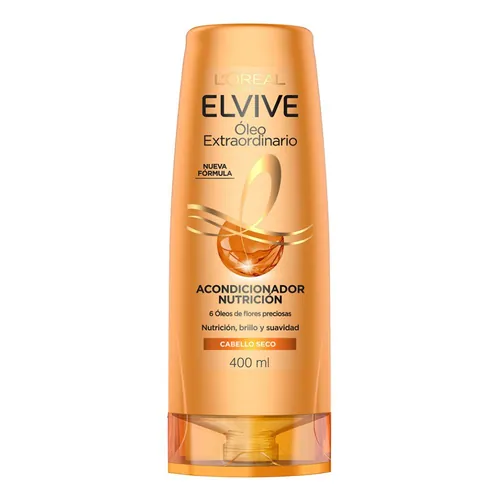 L'ORÉAL
ELVIVE
Óleo
Extraordinario
NUEVA
FÓRMULA
ACONDICIONADOR
NUTRICIÓN
6 Óleos de flores preciosas
Nutrición, brillo y suavidad
CABELLO SECO
400 ml